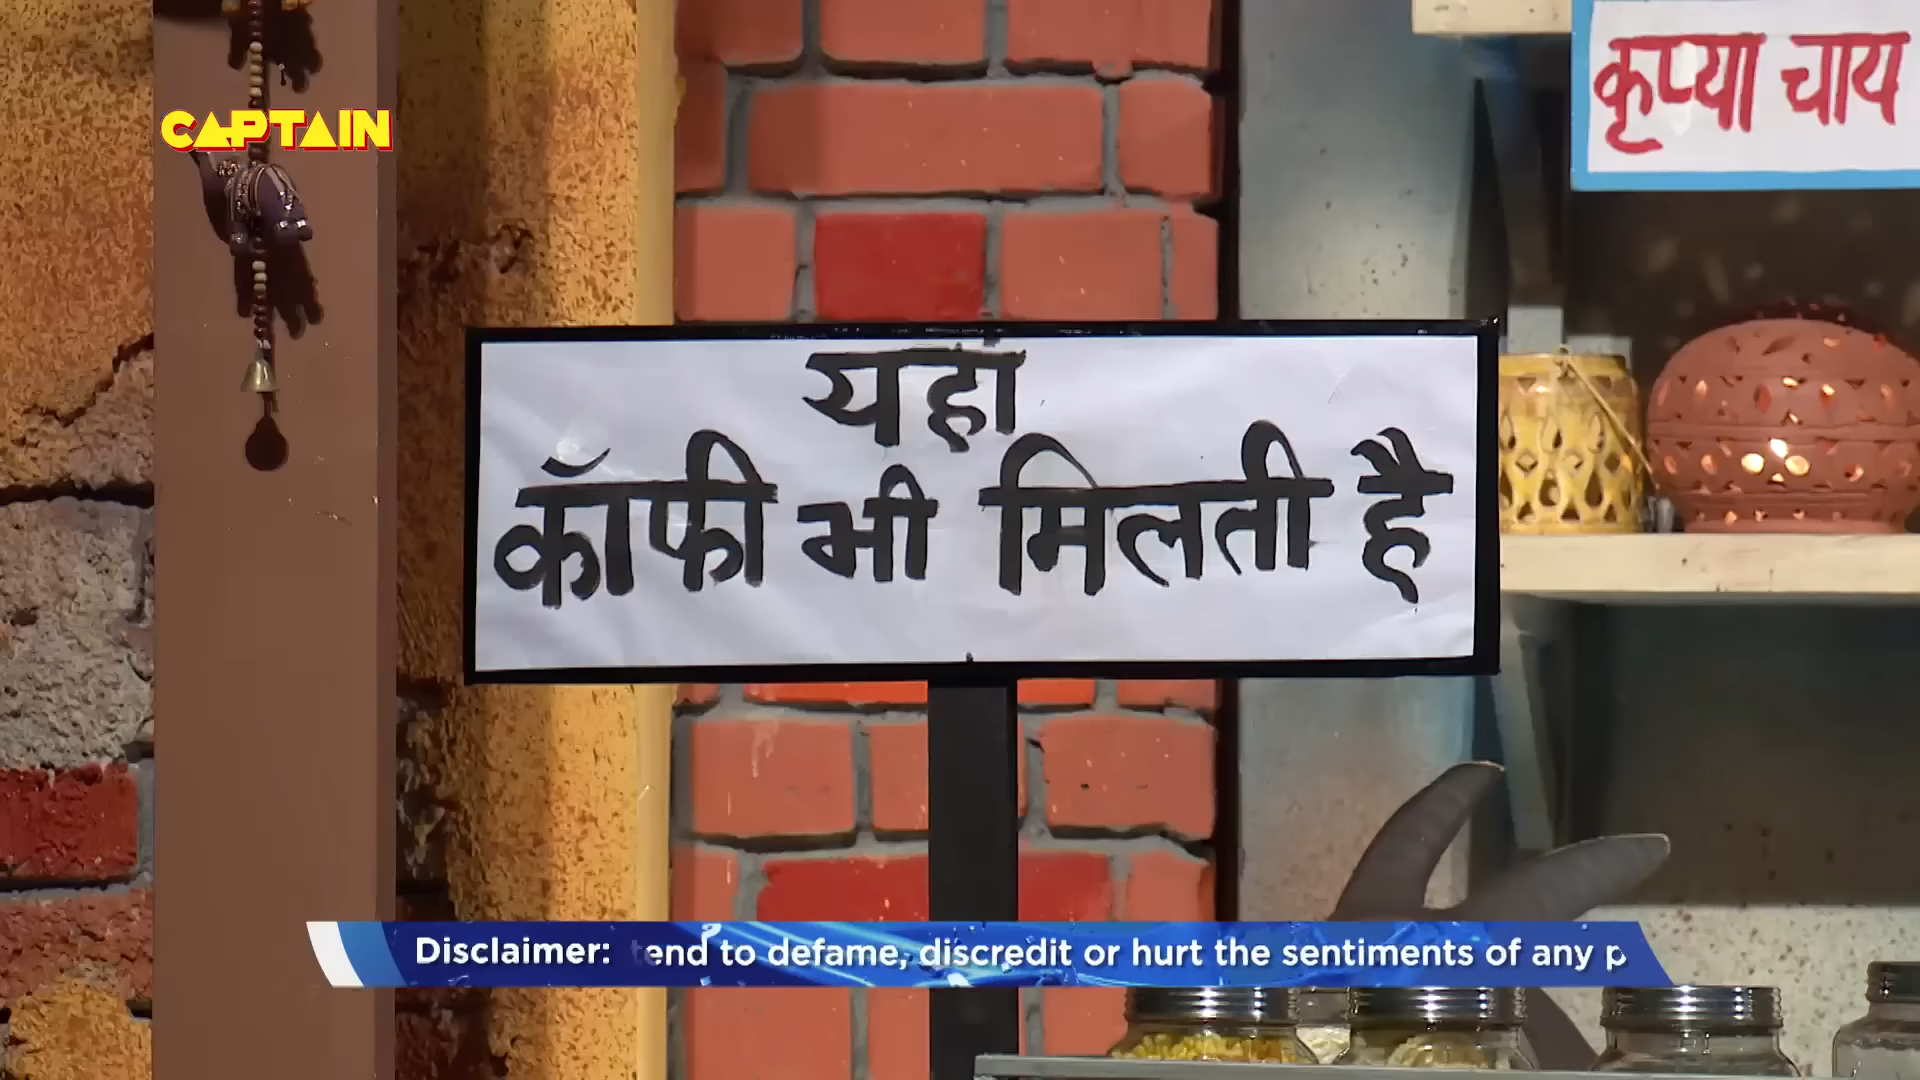 कृप्या चाय
CAPTAIN
यहां
कॉफी भी मिलती है
Disclaimer: tend to defame, discredit or hurt the sentiments of any p